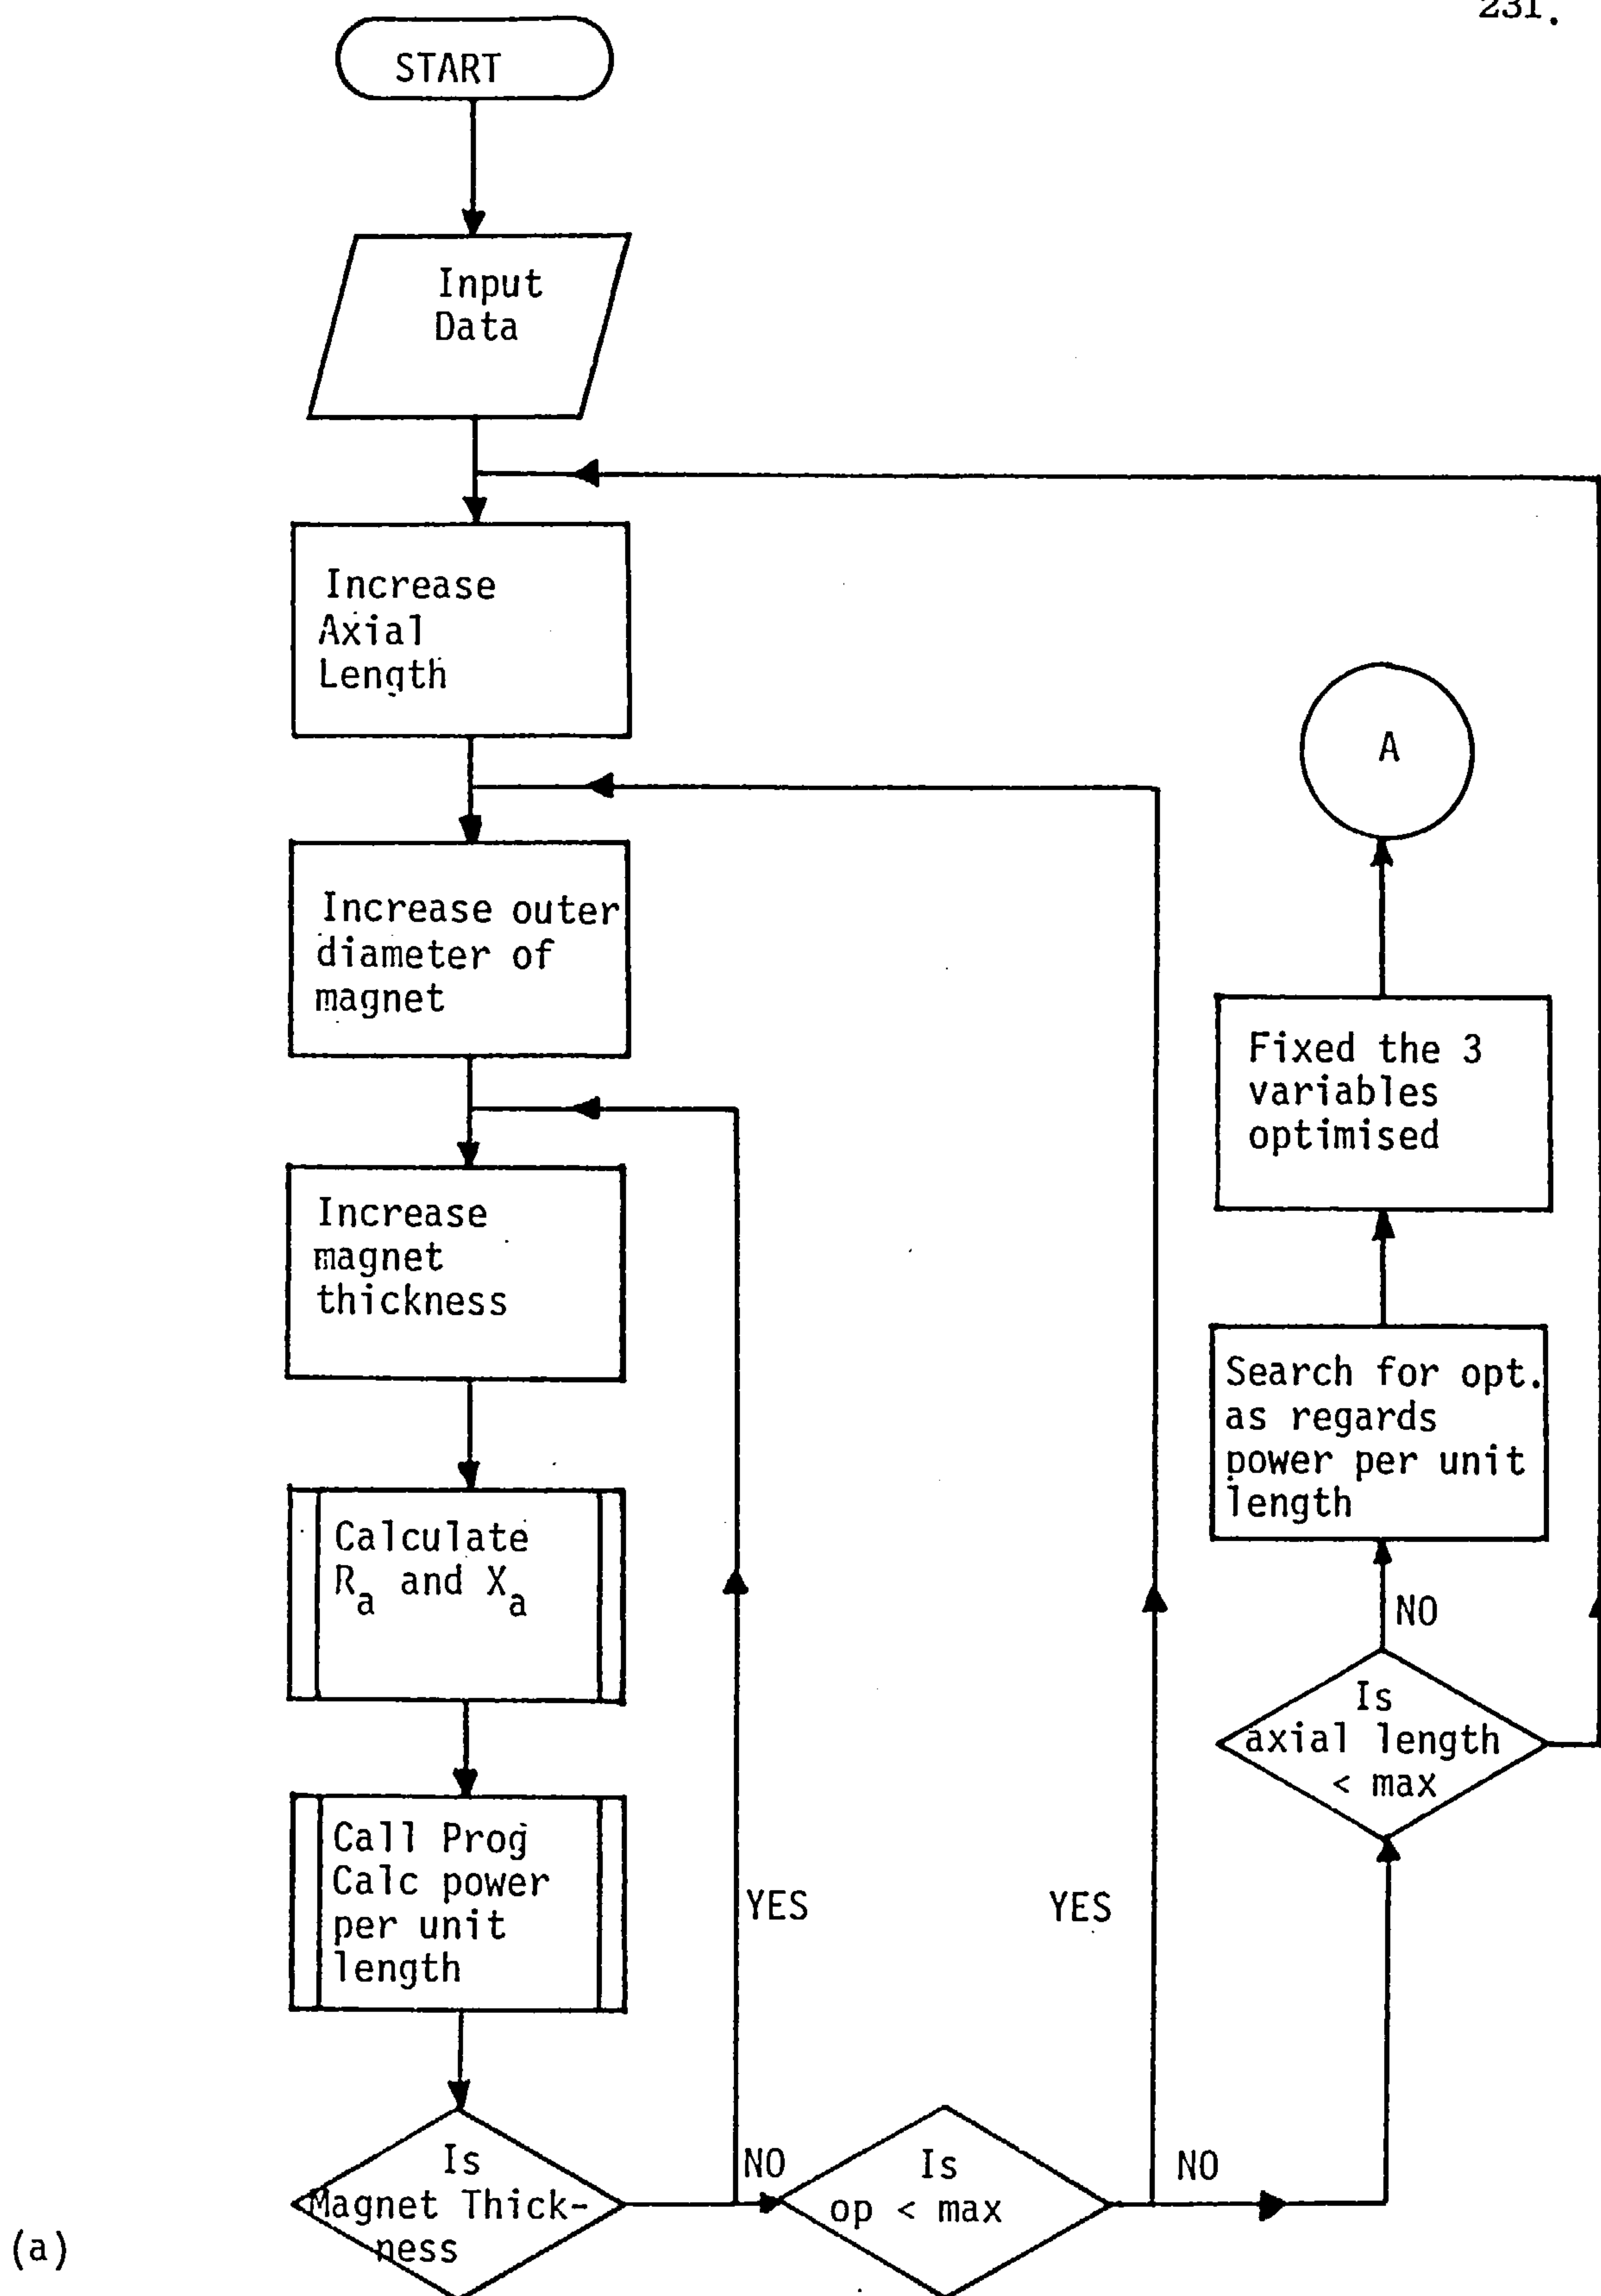 231.
START
Input
Data
Increase
Axial
Length
Increase outer
diameter of
magnet
Increase
magnet
thickness
Calculate
Ra and Xa
Call Prog
Calc power
per unit
length
Is
Magnet Thick-
ness
YES
NO
Is
op < max
YES
NO
Is
axial length
< max
NO
Search for opt.
as regards
power per unit
length
Fixed the 3
variables
optimised
A
(a)